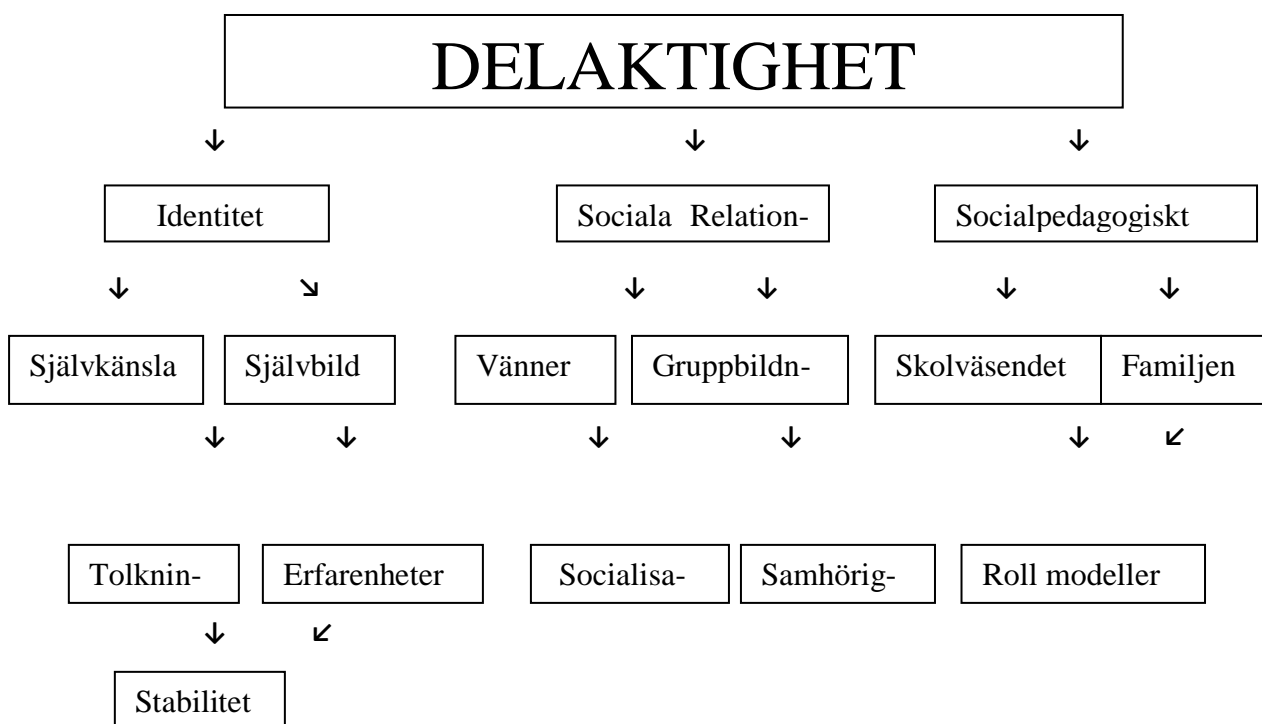 DELAKTIGHET
Identitet
Sociala Relation-
Socialpedagogiskt
Självkänsla
Självbild
Vänner
Gruppbildn-
Skolväsendet
Familjen
Tolknin-
Erfarenheter
Socialisa-
Samhörig-
Roll modeller
Stabilitet